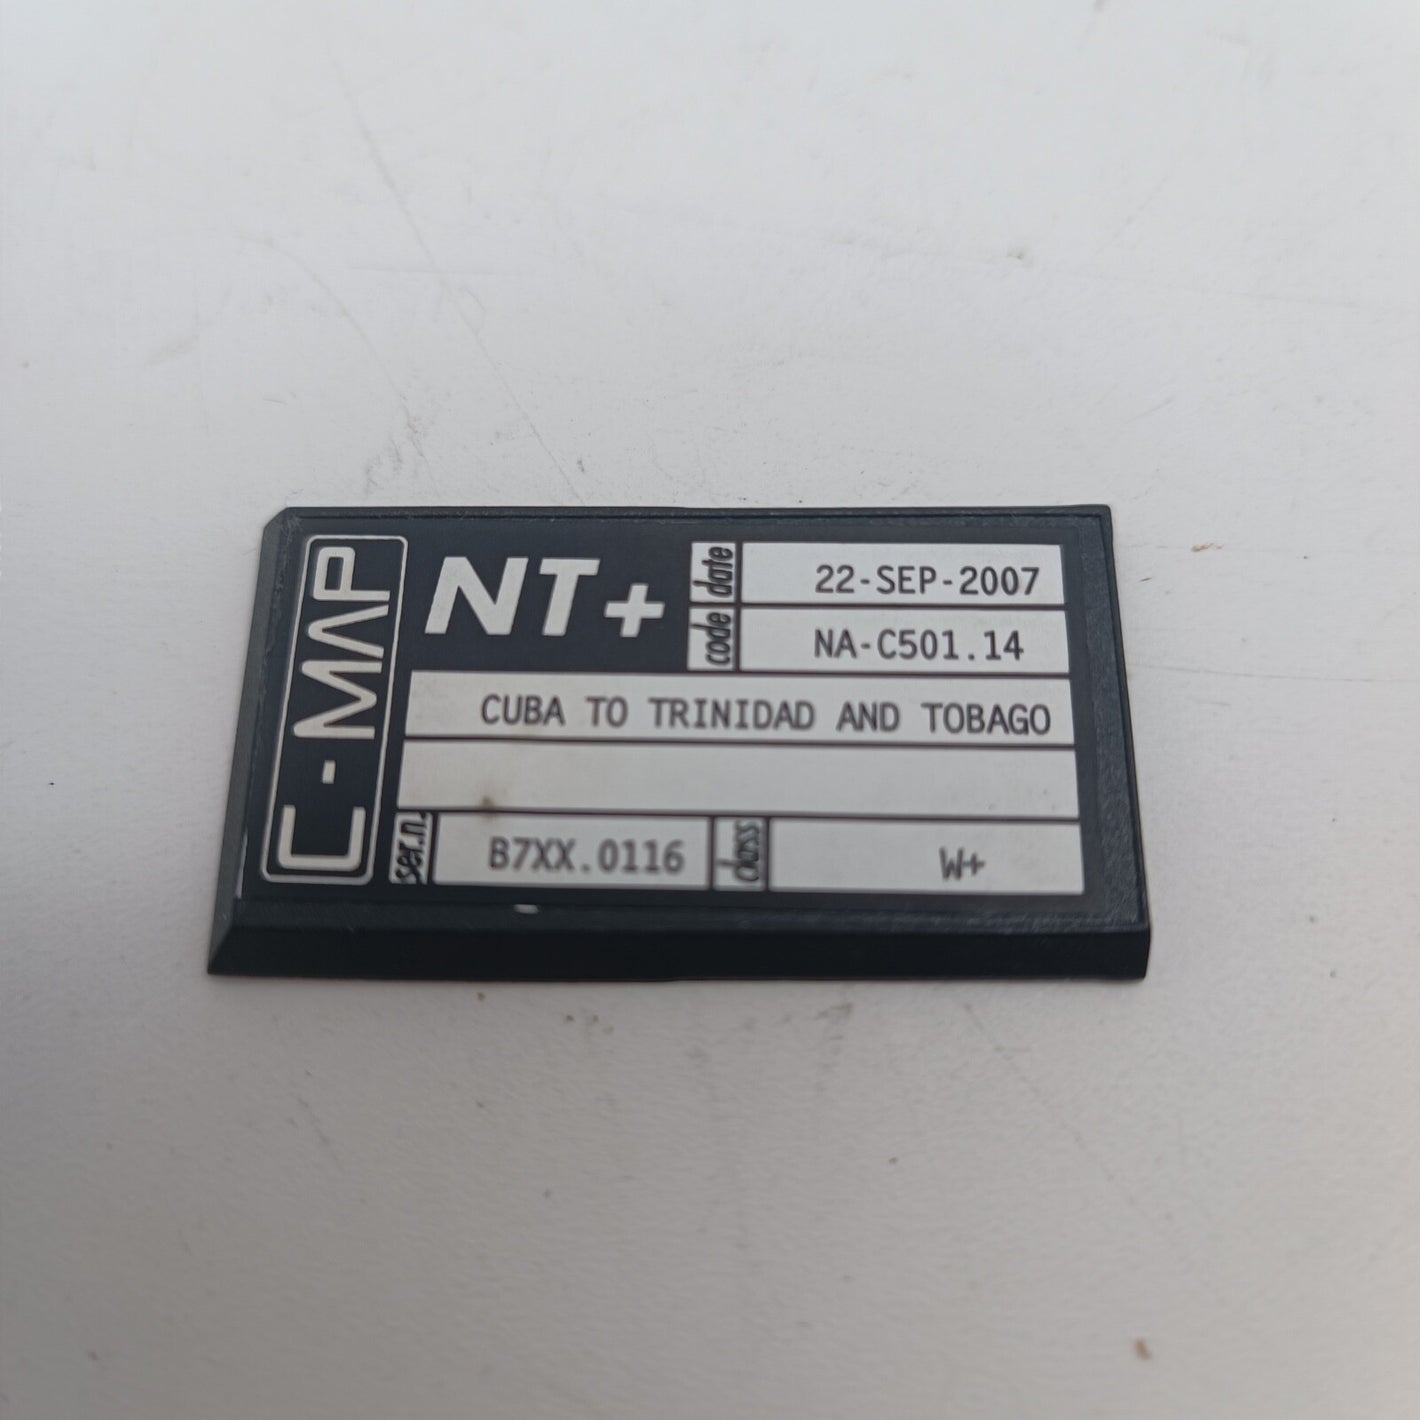 C-MAP
NT+
date 22-SEP-2007
code NA-C501.14
CUBA TO TRINIDAD AND TOBAGO
ser.n. B7XX.0116 class W+